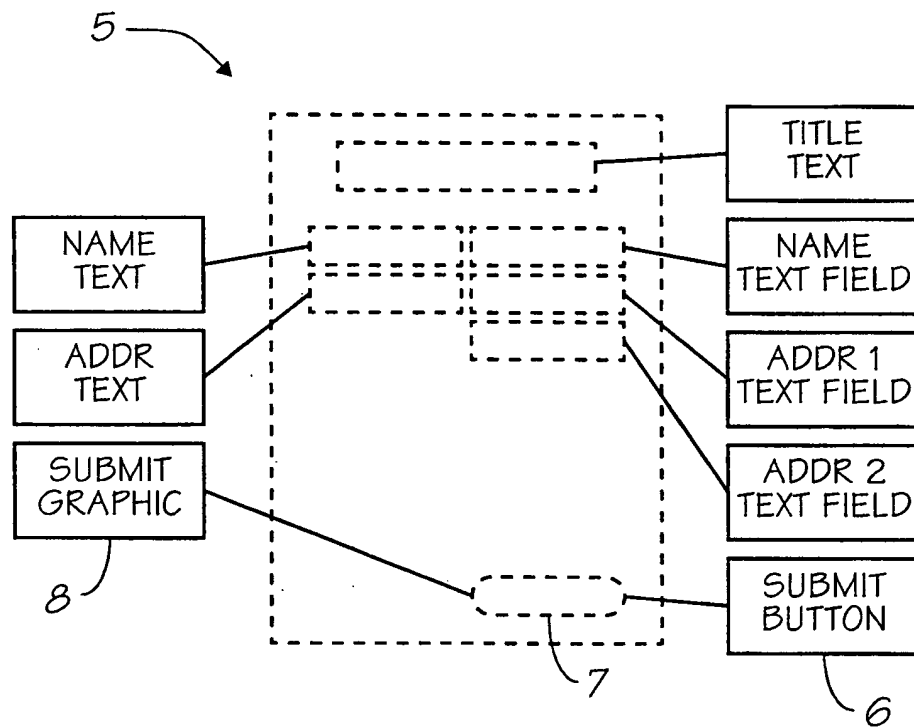 5
TITLE
TEXT
NAME
TEXT
NAME
TEXT FIELD
ADDR
TEXT
ADDR 1
TEXT FIELD
SUBMIT
GRAPHIC
ADDR 2
TEXT FIELD
8
SUBMIT
BUTTON
7
6